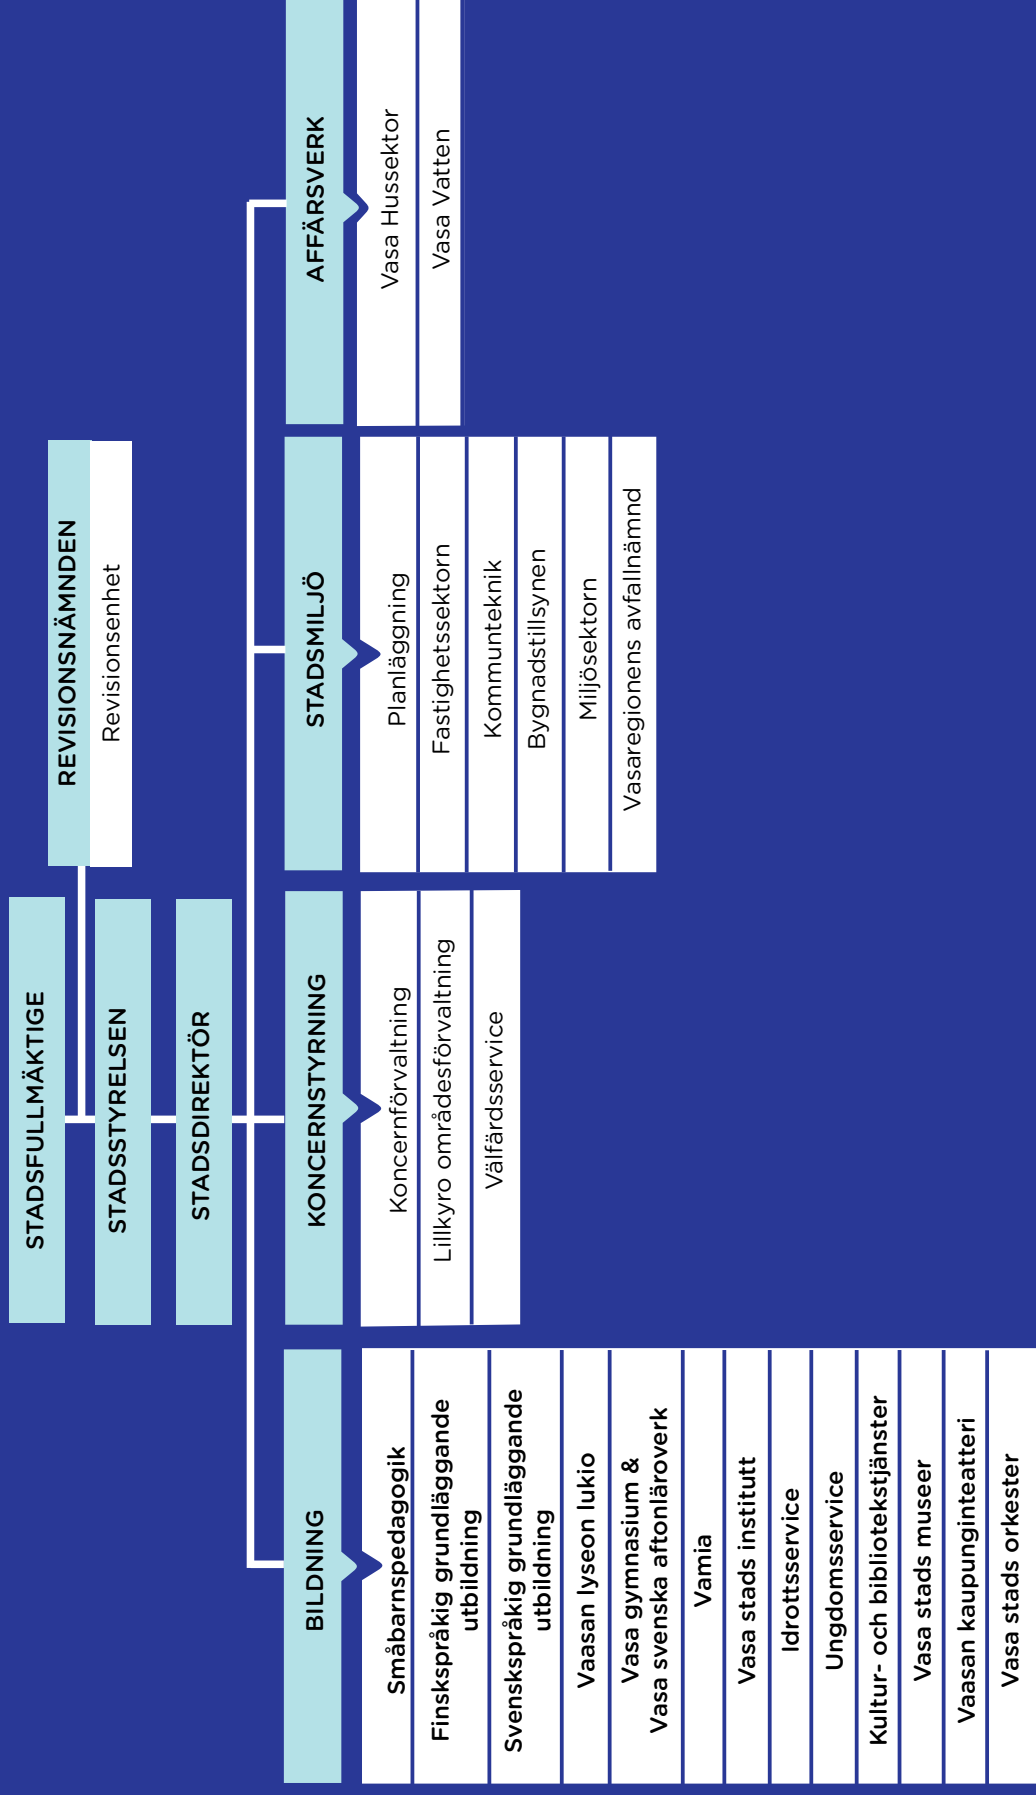 STADSFULLMÄKTIGE
REVISIONSNÄMNDEN
Revisionsenhet
STADSSTYRELSEN
STADSDIREKTÖR
BILDNING
Småbarnspedagogik
Finskspråkig grundläggande
utbildning
Svenskspråkig grundläggande
utbildning
Vaasan lyseon lukio
Vasa gymnasium &
Vasa svenska aftonläroverk
Vamia
Vasa stads institutt
Idrottsservice
Ungdomsservice
Kultur- och bibliotekstjänster
Vasa stads museer
Vaasan kaupunginteatteri
Vasa stads orkester
KONCERNSTYRNING
Koncernförvaltning
Lillkyro områdesförvaltning
Välfärdsservice
STADSMILJÖ
Planläggning
Fastighetssektorn
Kommunteknik
Bygnadstillsynen
Miljösektorn
Vasaregionens avfallnämnd
AFFÄRSVERK
Vasa Hussektor
Vasa Vatten